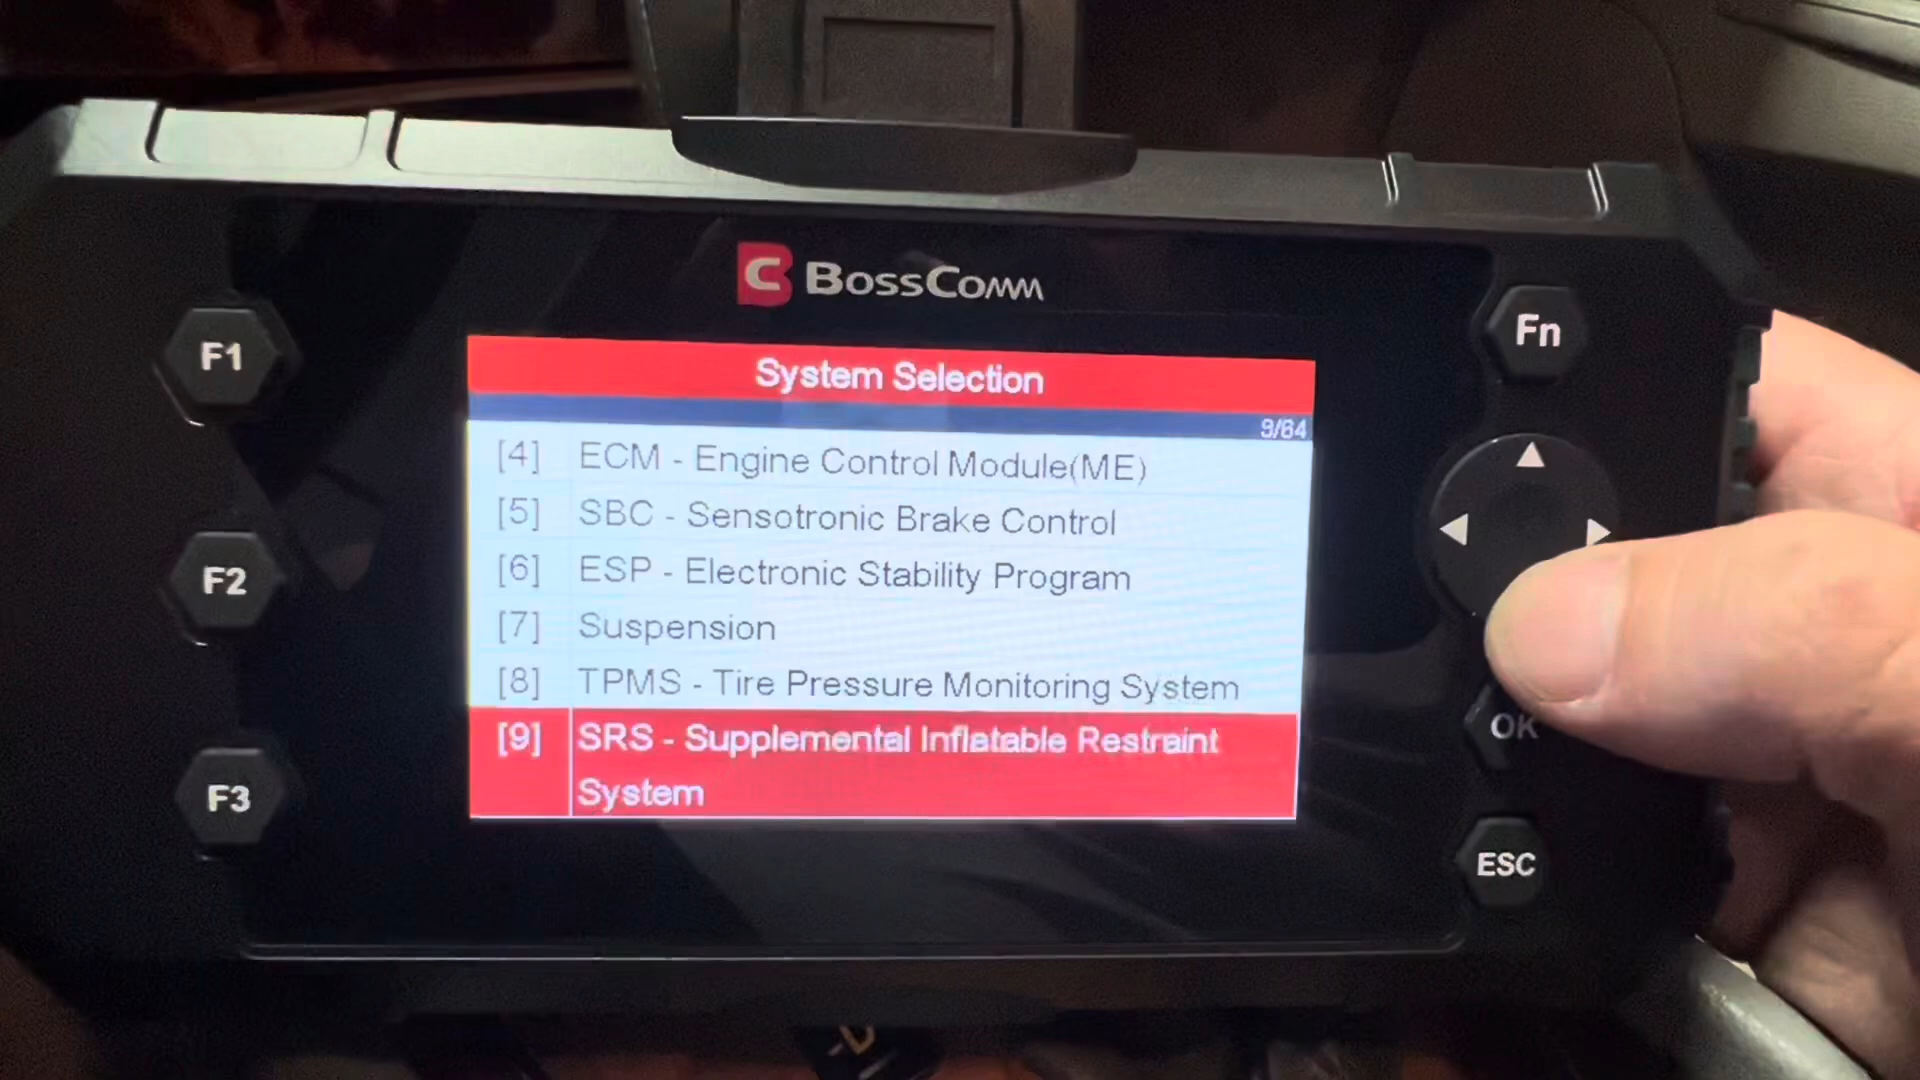 BossComm
F1
Fn
System Selection
9/64
[4] ECM - Engine Control Module(ME)
[5] SBC - Sensotronic Brake Control
[6] ESP - Electronic Stability Program
[7] Suspension
[8] TPMS - Tire Pressure Monitoring System
[9] SRS - Supplemental Inflatable Restraint
System
F2
F3
OK
ESC